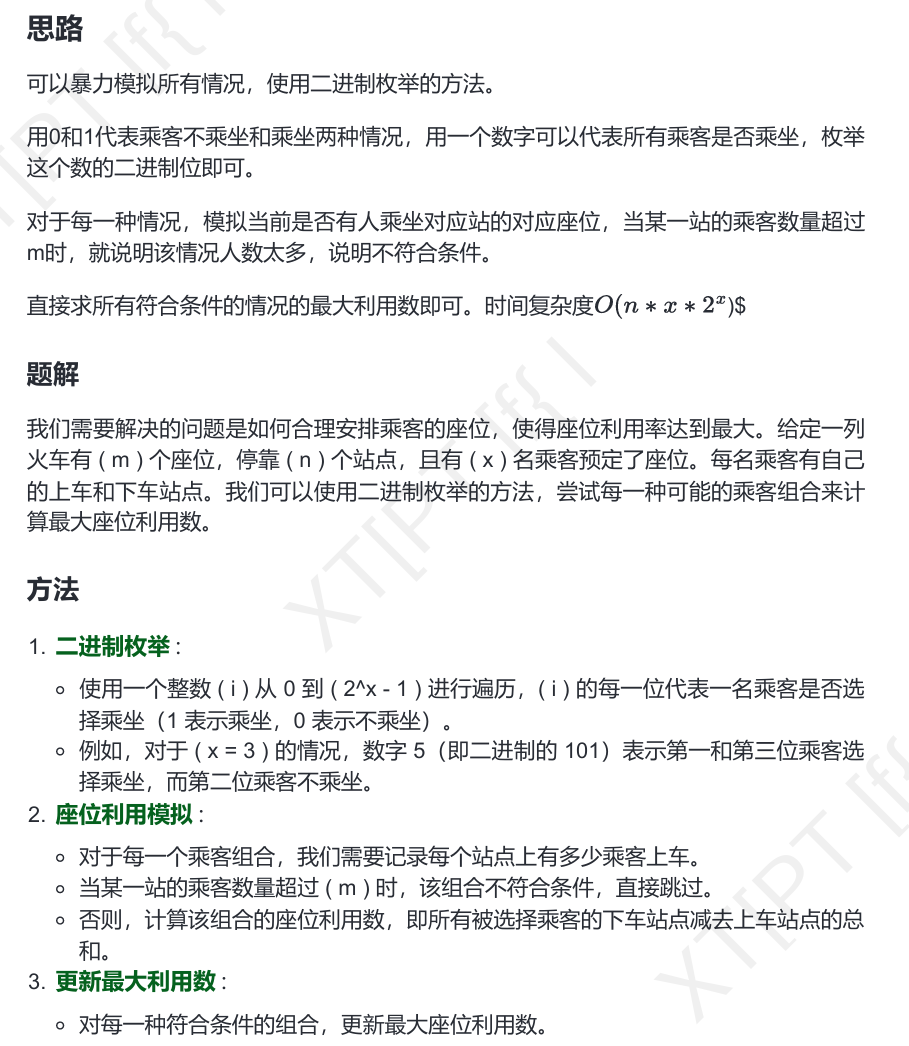 思路
可以暴力模拟所有情况，使用二进制枚举的方法。
用0和1代表乘客不乘坐和乘坐两种情况，用一个数字可以代表所有乘客是否乘坐，枚举
这个数的二进制位即可。
对于每一种情况，模拟当前是否有人乘坐对应站的对应座位，当某一站的乘客数量超过
m时，就说明该情况人数太多，说明不符合条件。
直接求所有符合条件的情况的最大利用数即可。时间复杂度O(n ∗ x ∗ 2^x)$
题解
我们需要解决的问题是如何合理安排乘客的座位，使得座位利用率达到最大。给定一列
火车有 ( m ) 个座位，停靠 ( n ) 个站点，且有 ( x ) 名乘客预定了座位。每名乘客有自己
的上车和下车站点。我们可以使用二进制枚举的方法，尝试每一种可能的乘客组合来计
算最大座位利用数。
方法
1. 二进制枚举：
使用一个整数 ( i ) 从 0 到 ( 2^x - 1 ) 进行遍历，( i ) 的每一位代表一名乘客是否选
择乘坐（1 表示乘坐，0 表示不乘坐）。
例如，对于 ( x = 3 ) 的情况，数字 5（即二进制的 101）表示第一和第三位乘客选
择乘坐，而第二位乘客不乘坐。
2. 座位利用模拟：
对于每一个乘客组合，我们需要记录每个站点上有多少乘客上车。
当某一站的乘客数量超过 ( m ) 时，该组合不符合条件，直接跳过。
否则，计算该组合的座位利用数，即所有被选择乘客的下车站点减去上车站点的总
和。
3. 更新最大利用数：
对每一种符合条件的组合，更新最大座位利用数。